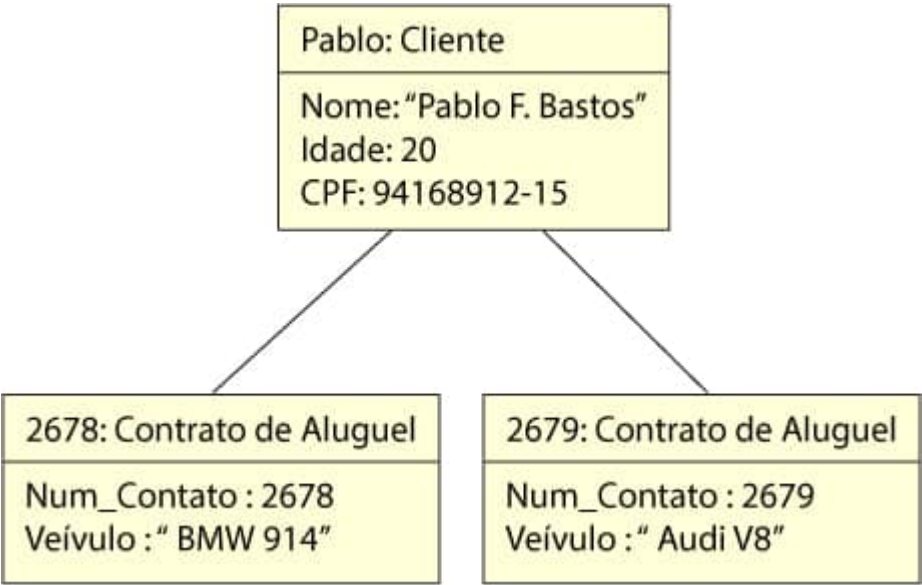 Pablo: Cliente
Nome: “Pablo F. Bastos”
Idade: 20
CPF: 94168912-15
2678: Contrato de Aluguel
Num_Contato : 2678
Veívulo : “ BMW 914”
2679: Contrato de Aluguel
Num_Contato : 2679
Veívulo : “ Audi V8”